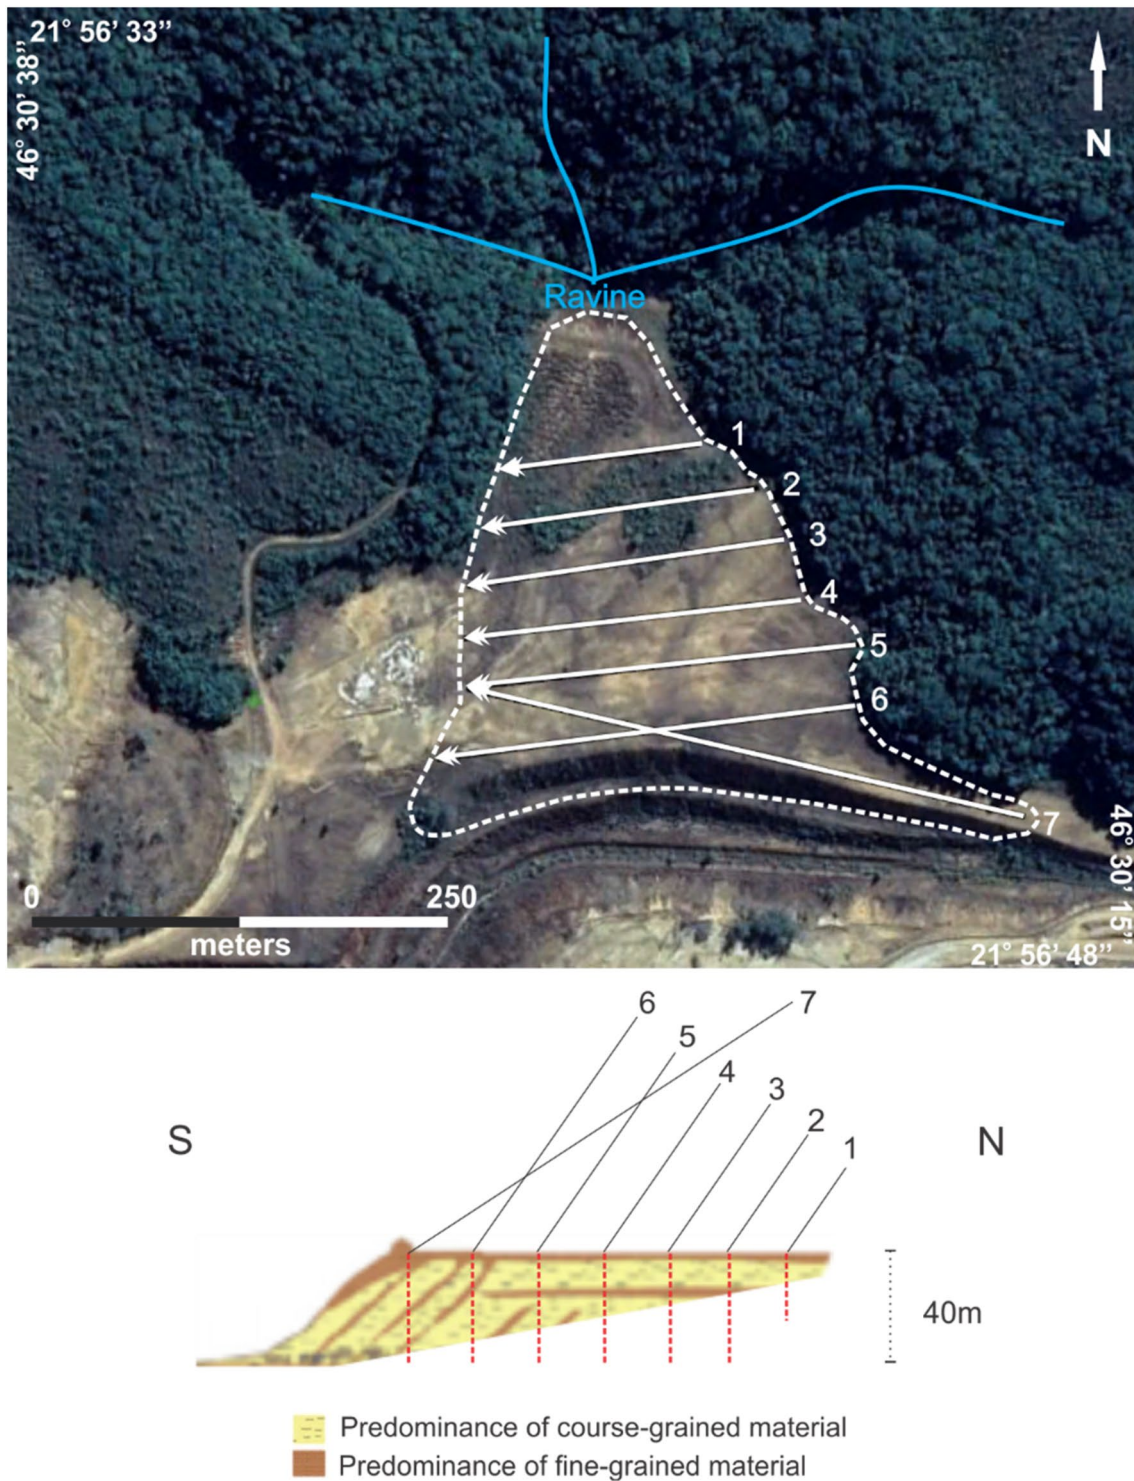 21° 56’ 33”
46° 30’ 38”
N
Ravine
1
2
3
4
5
6
7
46° 30’ 15”
0
250
meters
21° 56’ 48”
6
7
5
4
3
2
1
S
N
40m
Predominance of course-grained material
Predominance of fine-grained material